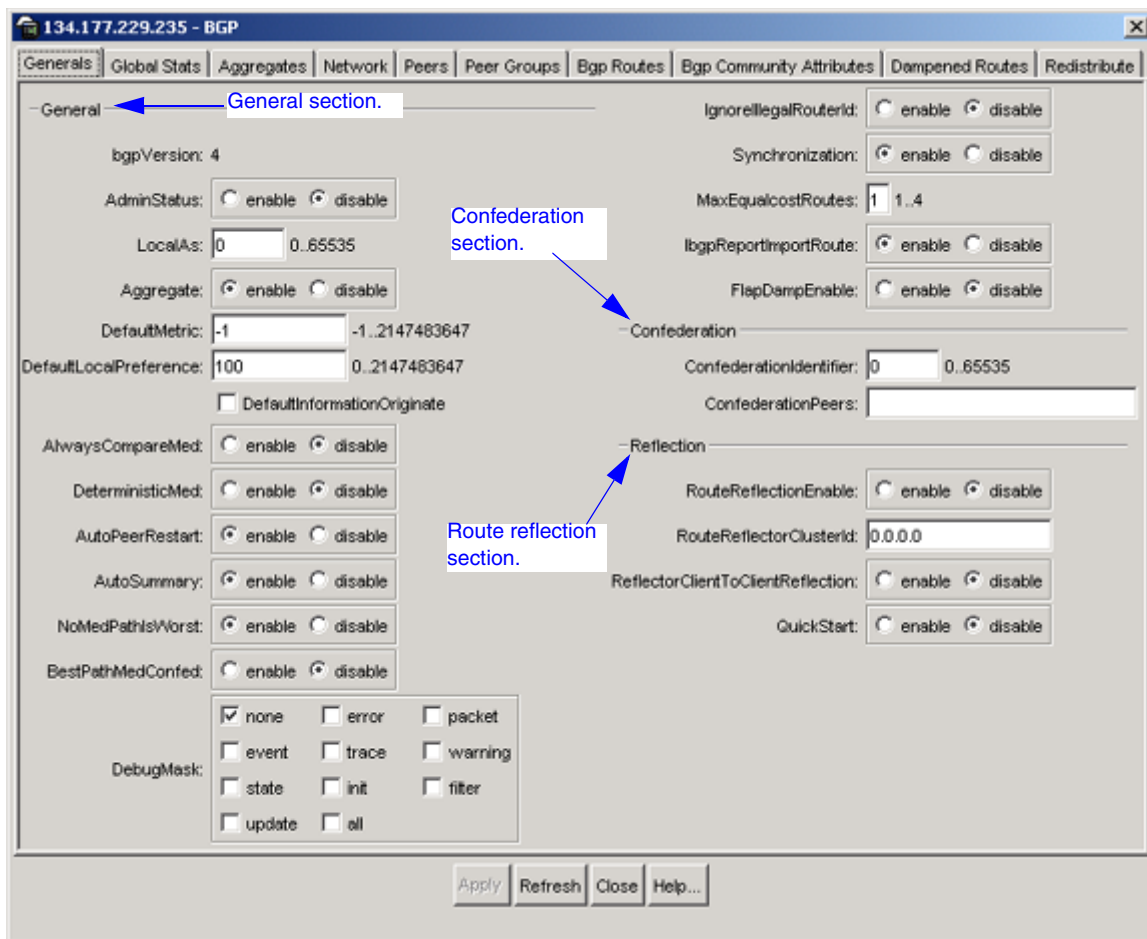 134.177.229.235 - BGP
Generals Global Stats Aggregates Network Peers Peer Groups Bgp Routes Bgp Community Attributes Dampened Routes Redistribute
General
General section.
bgpVersion: 4
AdminStatus: enable disable
LocalAs: 0 0..65535
Aggregate: enable disable
DefaultMetric: -1 -1..2147483647
DefaultLocalPreference: 100 0..2147483647
DefaultInformationOriginate
AlwaysCompareMed: enable disable
DeterministicMed: enable disable
AutoPeerRestart: enable disable
AutoSummary: enable disable
NoMedPathIsWorst: enable disable
BestPathMedConfed: enable disable
DebugMask:
none error packet
event trace warning
state init filter
update all
IgnoreIllegalRouterId: enable disable
Synchronization: enable disable
MaxEqualcostRoutes: 1 1..4
IbgpReportImportRoute: enable disable
FlapDampEnable: enable disable
Confederation
section.
Confederation
ConfederationIdentifier: 0 0..65535
ConfederationPeers:
Reflection
Route reflection
section.
RouteReflectionEnable: enable disable
RouteReflectorClusterId: 0.0.0.0
ReflectorClientToClientReflection: enable disable
QuickStart: enable disable
Apply Refresh Close Help...